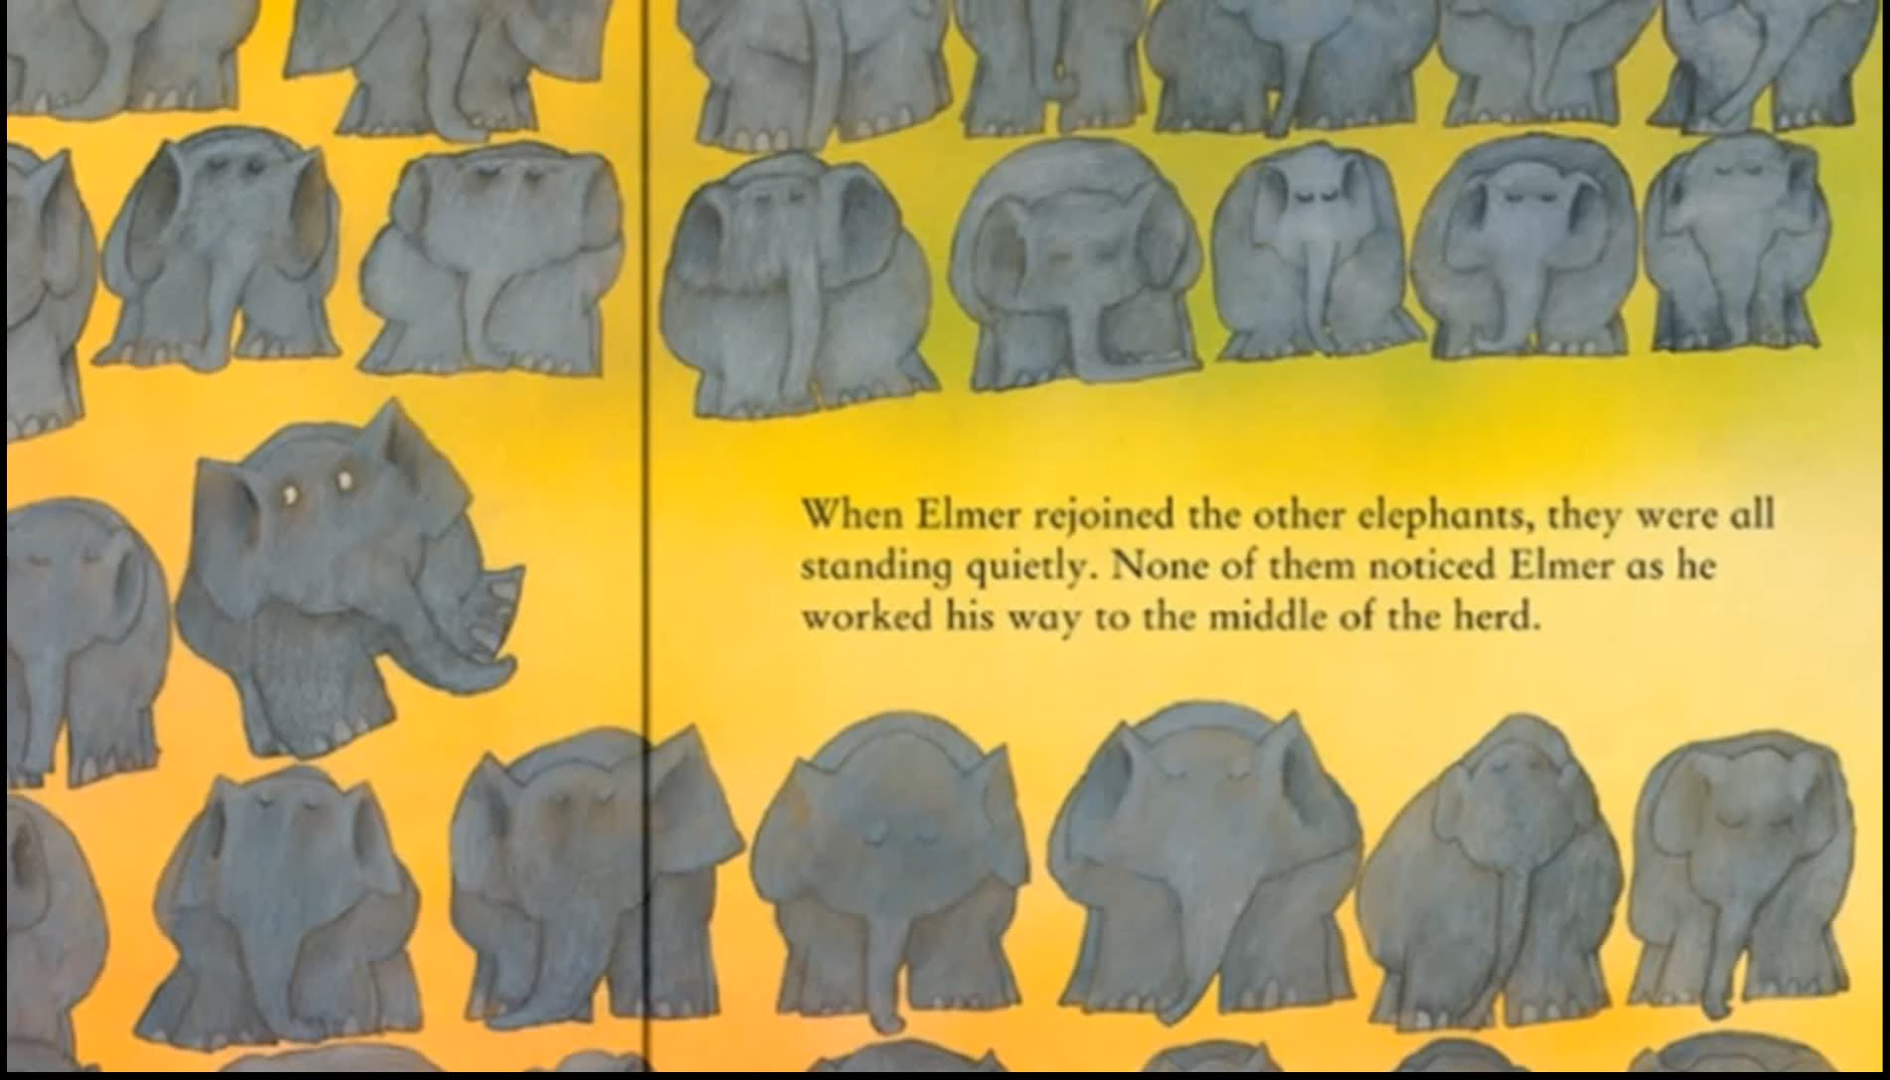 When Elmer rejoined the other elephants, they were all
standing quietly. None of them noticed Elmer as he
worked his way to the middle of the herd.